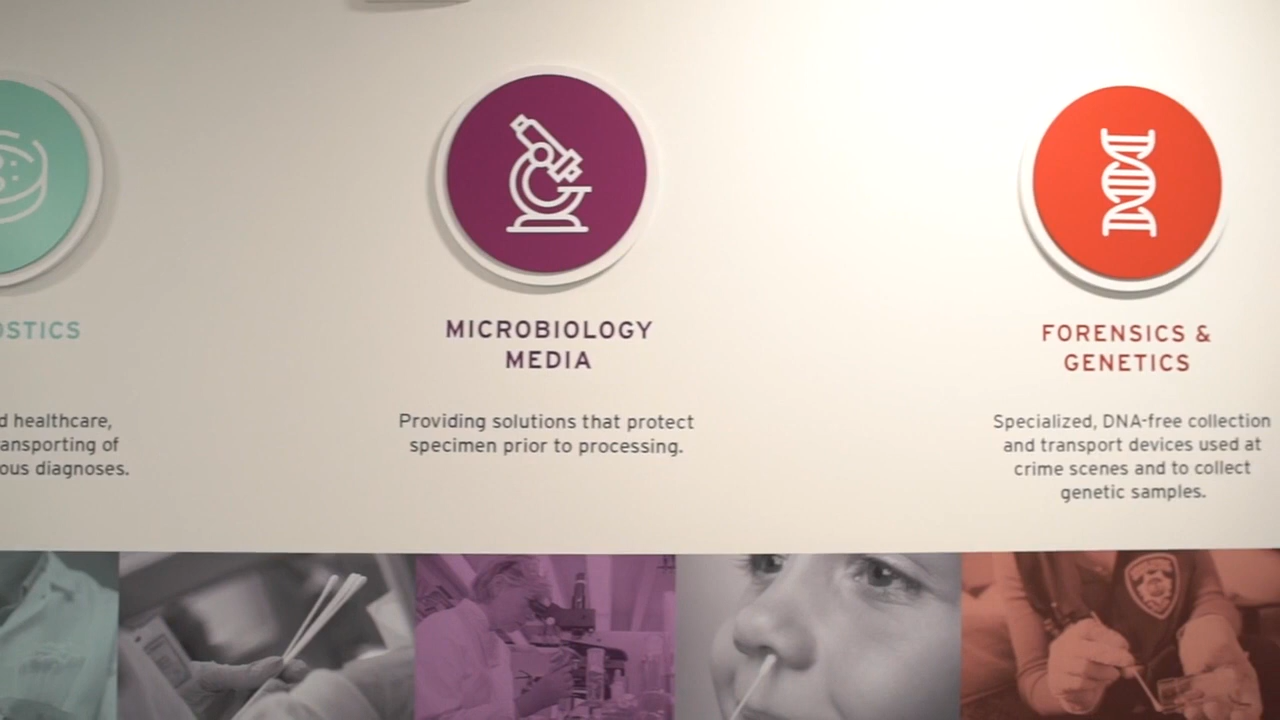 OSTICS
d healthcare,
ansporting of
ous diagnoses.
MICROBIOLOGY
MEDIA
Providing solutions that protect
specimen prior to processing.
FORENSICS &
GENETICS
Specialized, DNA-free collection
and transport devices used at
crime scenes and to collect
genetic samples.